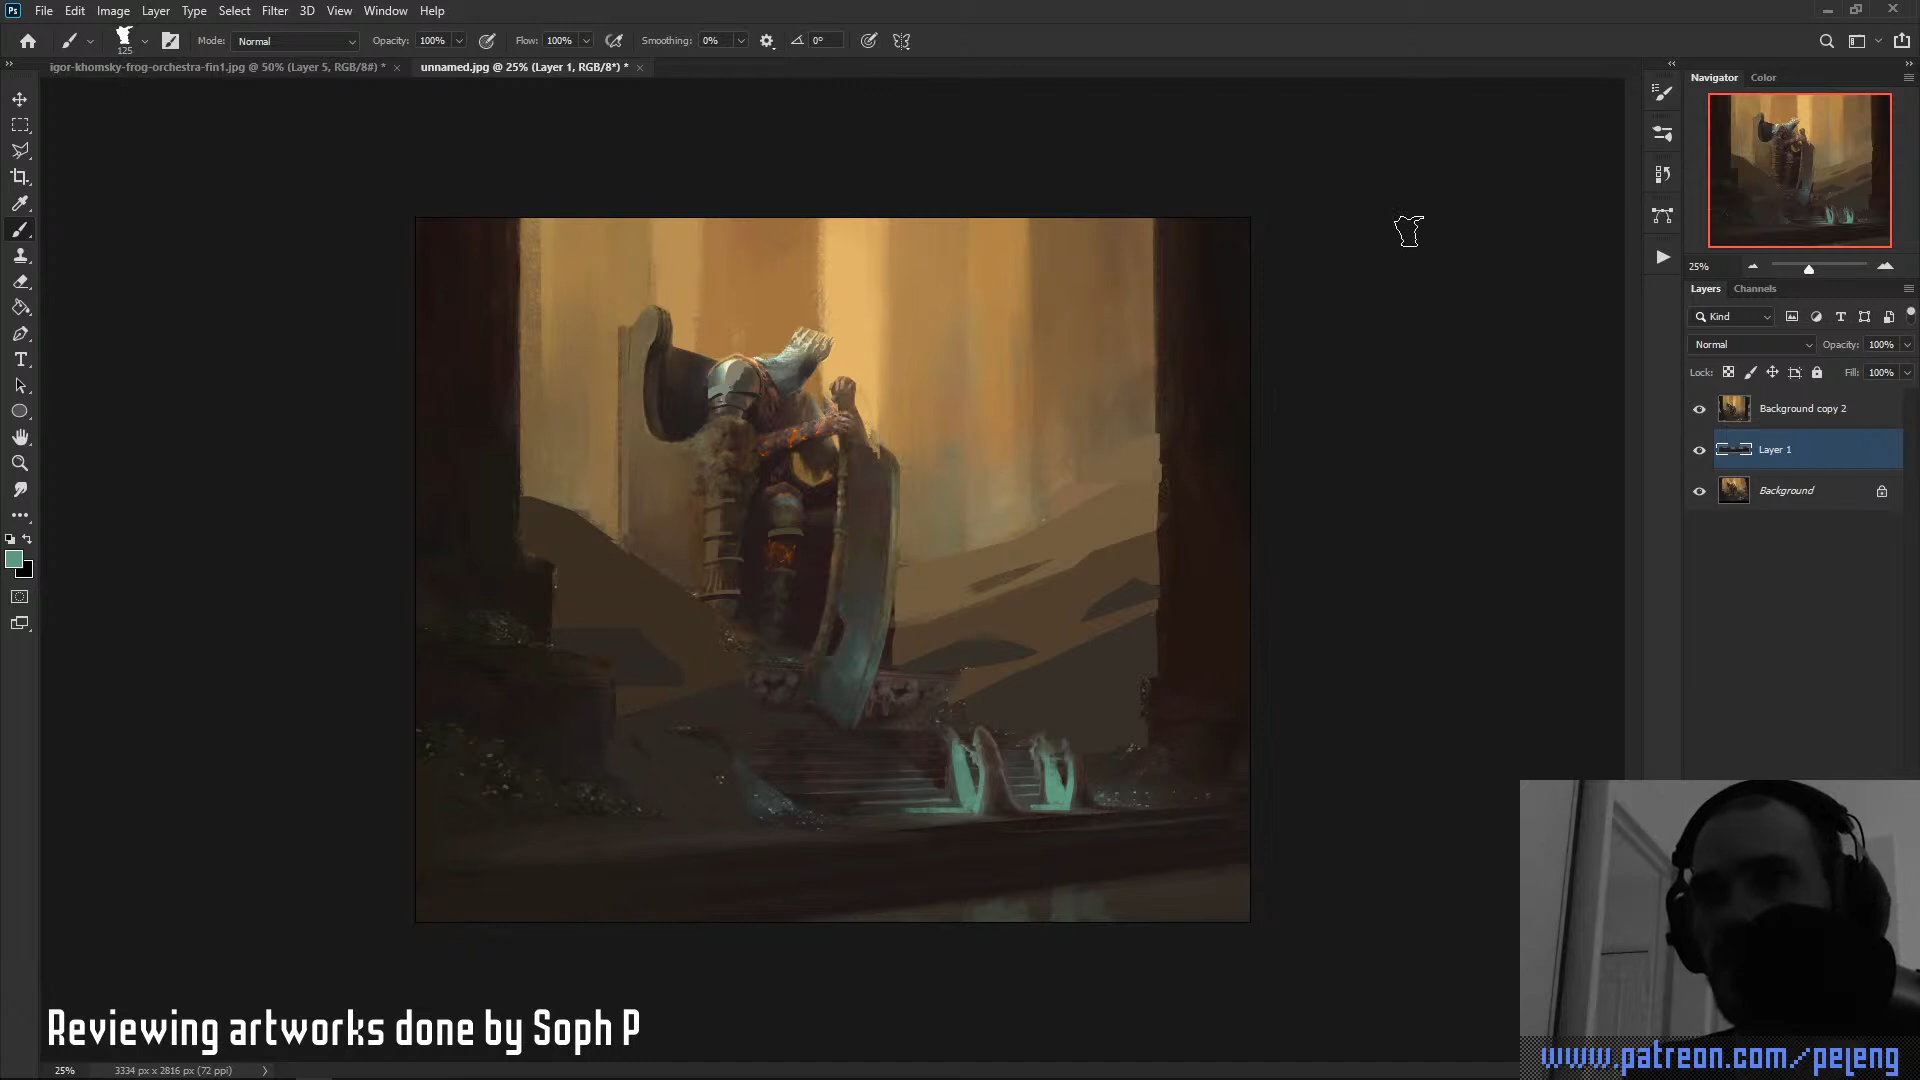 Ps File Edit Image Layer Type Select Filter 3D View Window Help
125 Mode: Normal Opacity: 100% Flow: 100% Smoothing: 0% 0°
igor-khomsky-frog-orchestra-fin1.jpg @ 50% (Layer 5, RGB/8#) * unnamed.jpg @ 25% (Layer 1, RGB/8*) *
Navigator Color
25%
Layers Channels
Kind
Normal Opacity: 100%
Lock: Fill: 100%
Background copy 2
Layer 1
Background
Reviewing artworks done by Soph P
www.patreon.com/peleng
25% 3334 px x 2816 px (72 ppi)